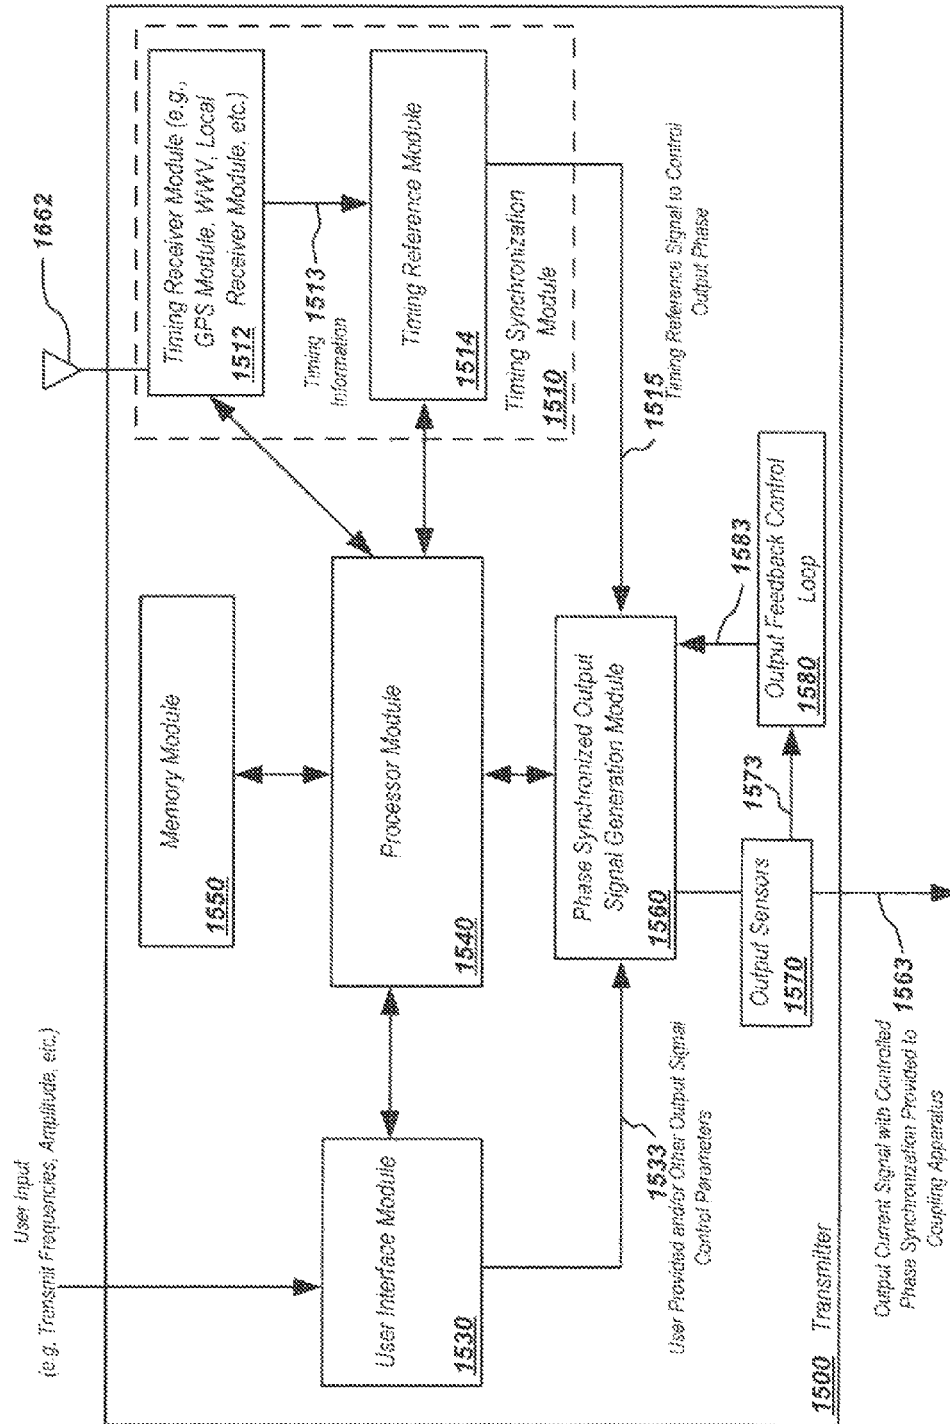 User Input
(e.g. Transmit Frequencies, Amplitude, etc.)
1662
Timing Receiver Module (e.g.,
GPS Module, WWV, Local
Receiver Module, etc.)
1512
Timing
Information
1513
Timing Reference Module
1514
Timing Synchronization
Module
1510
Memory Module
1550
Processor Module
1540
User Interface Module
1530
1515
Timing Reference Signal to Control
Output Phase
1533
User Provided and/or Other Output Signal
Control Parameters
Phase Synchronized Output
Signal Generation Module
1560
1583
Output Feedback Control
Loop
1580
1573
Output Sensors
1570
1500 Transmitter
Output Current Signal with Controlled
Phase Synchronization Provided to
Coupling Apparatus
1563